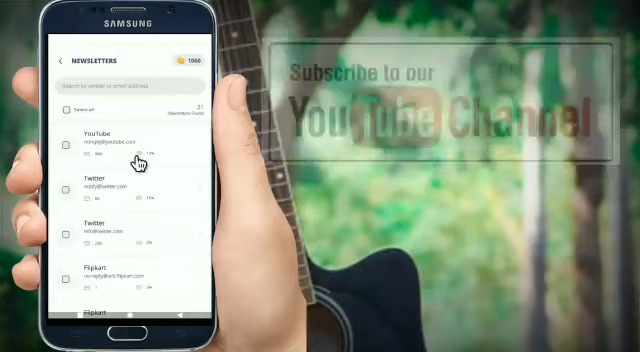 SAMSUNG
NEWSLETTERS
1060
Search by sender or email address
Select all
21
Newsletters Found
YouTube
noreply@youtube.com
Twitter
notify@twitter.com
Twitter
info@twitter.com
Flipkart
Flipkart
Subscribe to our
YouTube Channel